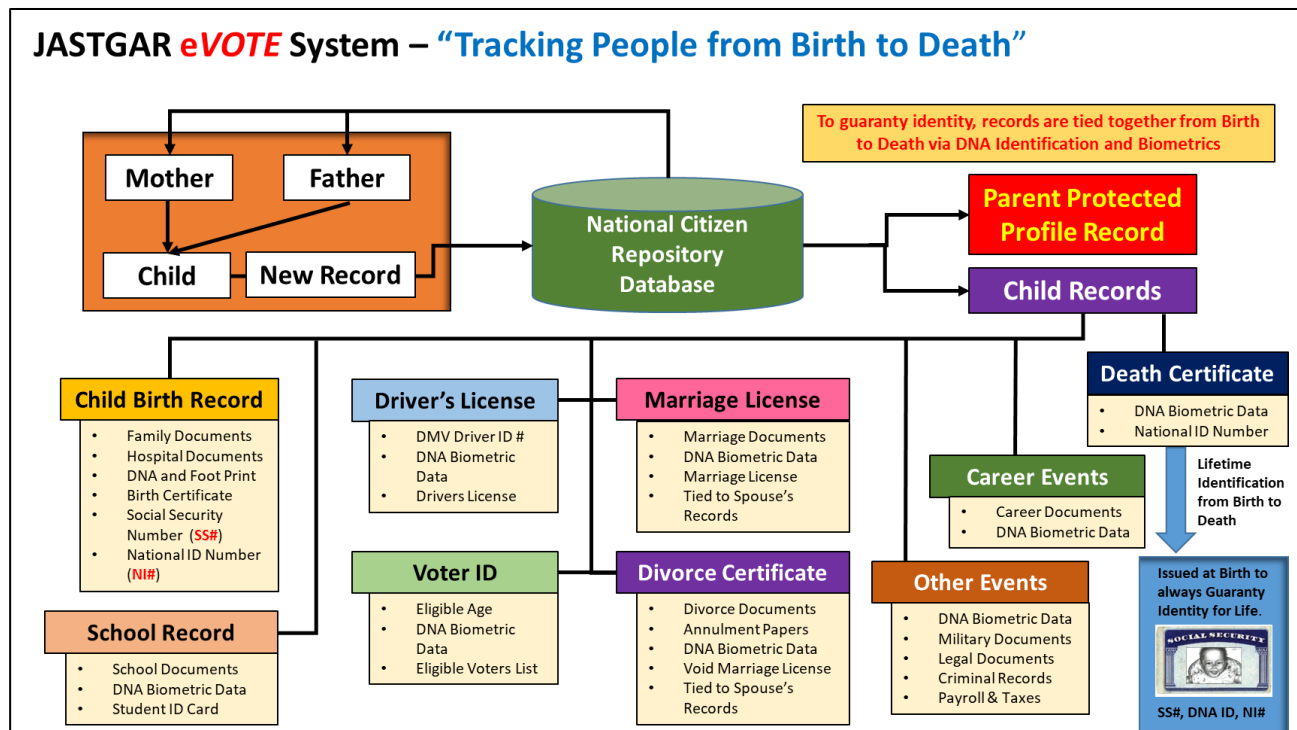 JASTGAR eVOTE System – “Tracking People from Birth to Death”
To guaranty identity, records are tied together from Birth
to Death via DNA Identification and Biometrics
Mother
Father
Child
New Record
National Citizen
Repository
Database
Parent Protected
Profile Record
Child Records
Child Birth Record
• Family Documents
• Hospital Documents
• DNA and Foot Print
• Birth Certificate
• Social Security
Number (SS#)
• National ID Number
(NI#)
School Record
• School Documents
• DNA Biometric Data
• Student ID Card
Driver’s License
• DMV Driver ID #
• DNA Biometric
Data
• Drivers License
Voter ID
• Eligible Age
• DNA Biometric
Data
• Eligible Voters List
Marriage License
• Marriage Documents
• DNA Biometric Data
• Marriage License
• Tied to Spouse’s
Records
Divorce Certificate
• Divorce Documents
• Annulment Papers
• DNA Biometric Data
• Void Marriage License
• Tied to Spouse’s
Records
Career Events
• Career Documents
• DNA Biometric Data
Other Events
• DNA Biometric Data
• Military Documents
• Legal Documents
• Criminal Records
• Payroll & Taxes
Death Certificate
• DNA Biometric Data
• National ID Number
Lifetime
Identification
from Birth to
Death
Issued at Birth to
always Guaranty
Identity for Life.
SOCIAL SECURITY
SS#, DNA ID, NI#